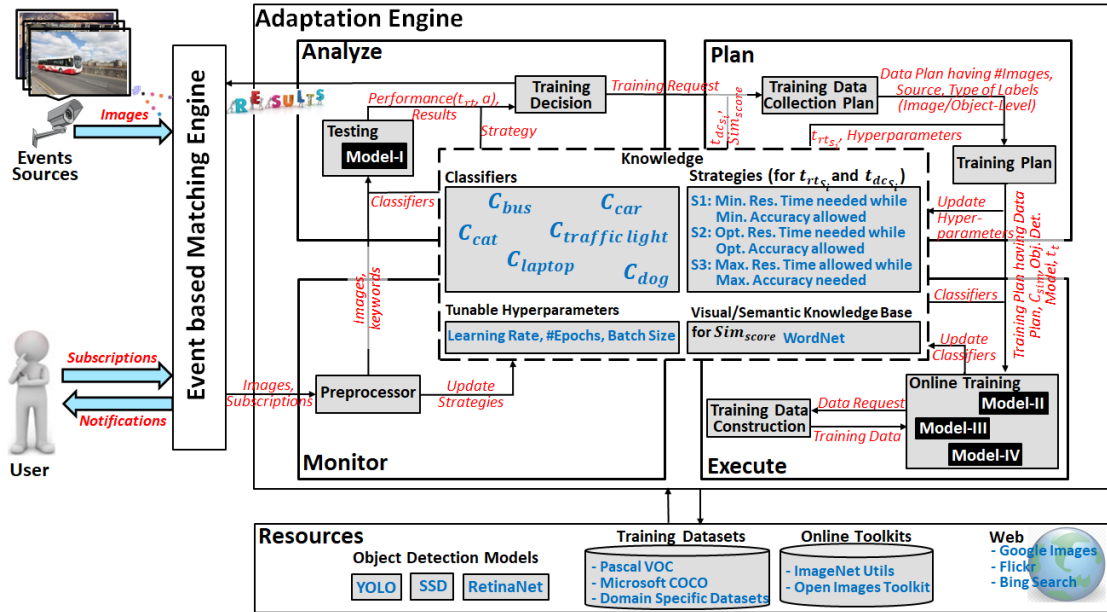 Adaptation Engine
Analyze
Plan
Images
Events
Sources
Event based Matching Engine
RESULTS
Performance(t_rt, a),
Results
Strategy
Testing
Model-I
Training
Decision
Training Request
t_dc_Si,
Sim_score
Training Data
Collection Plan
Data Plan having #Images,
Source, Type of Labels
(Image/Object-Level)
t_rt_Si, Hyperparameters
Training Plan
Knowledge
Classifiers
C_bus
C_car
C_cat
C_traffic light
C_laptop
C_dog
Strategies (for t_rt_Si and t_dc_Si)
S1: Min. Res. Time needed while
Min. Accuracy allowed
S2: Opt. Res. Time needed while
Opt. Accuracy allowed
S3: Max. Res. Time allowed while
Max. Accuracy needed
Tunable Hyperparameters
Learning Rate, #Epochs, Batch Size
Visual/Semantic Knowledge Base
for Sim_score WordNet
Classifiers
Images,
keywords
Update
Hyper-
parameters
Classifiers
Training Plan having Data
Plan, C_sim, Obj. Det.
Model, t_t
Update
Classifiers
Subscriptions
Notifications
User
Images,
Subscriptions
Preprocessor
Update
Strategies
Training Data
Construction
Data Request
Training Data
Online Training
Model-II
Model-III
Model-IV
Monitor
Execute
Resources
Object Detection Models
YOLO
SSD
RetinaNet
Training Datasets
- Pascal VOC
- Microsoft COCO
- Domain Specific Datasets
Online Toolkits
- ImageNet Utils
- Open Images Toolkit
Web
- Google Images
- Flickr
- Bing Search